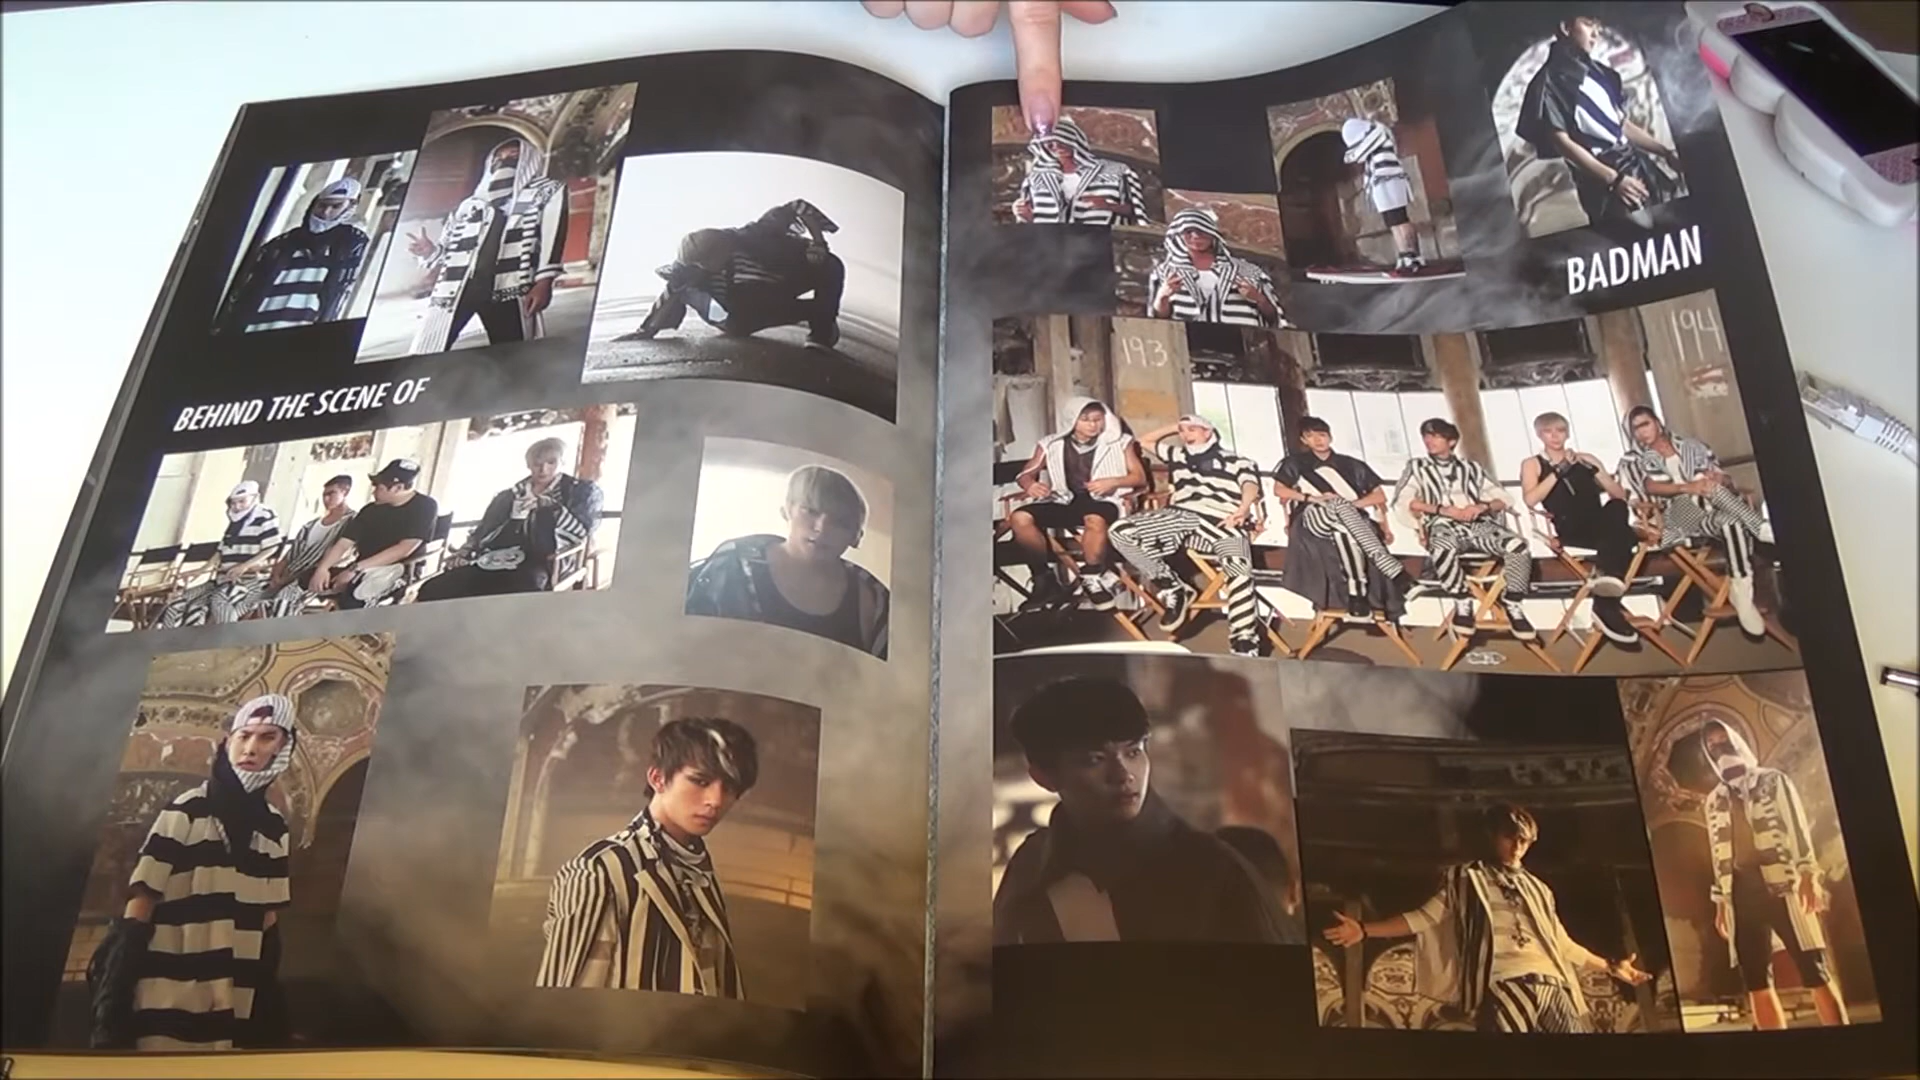 BEHIND THE SCENE OF
BADMAN
193
194